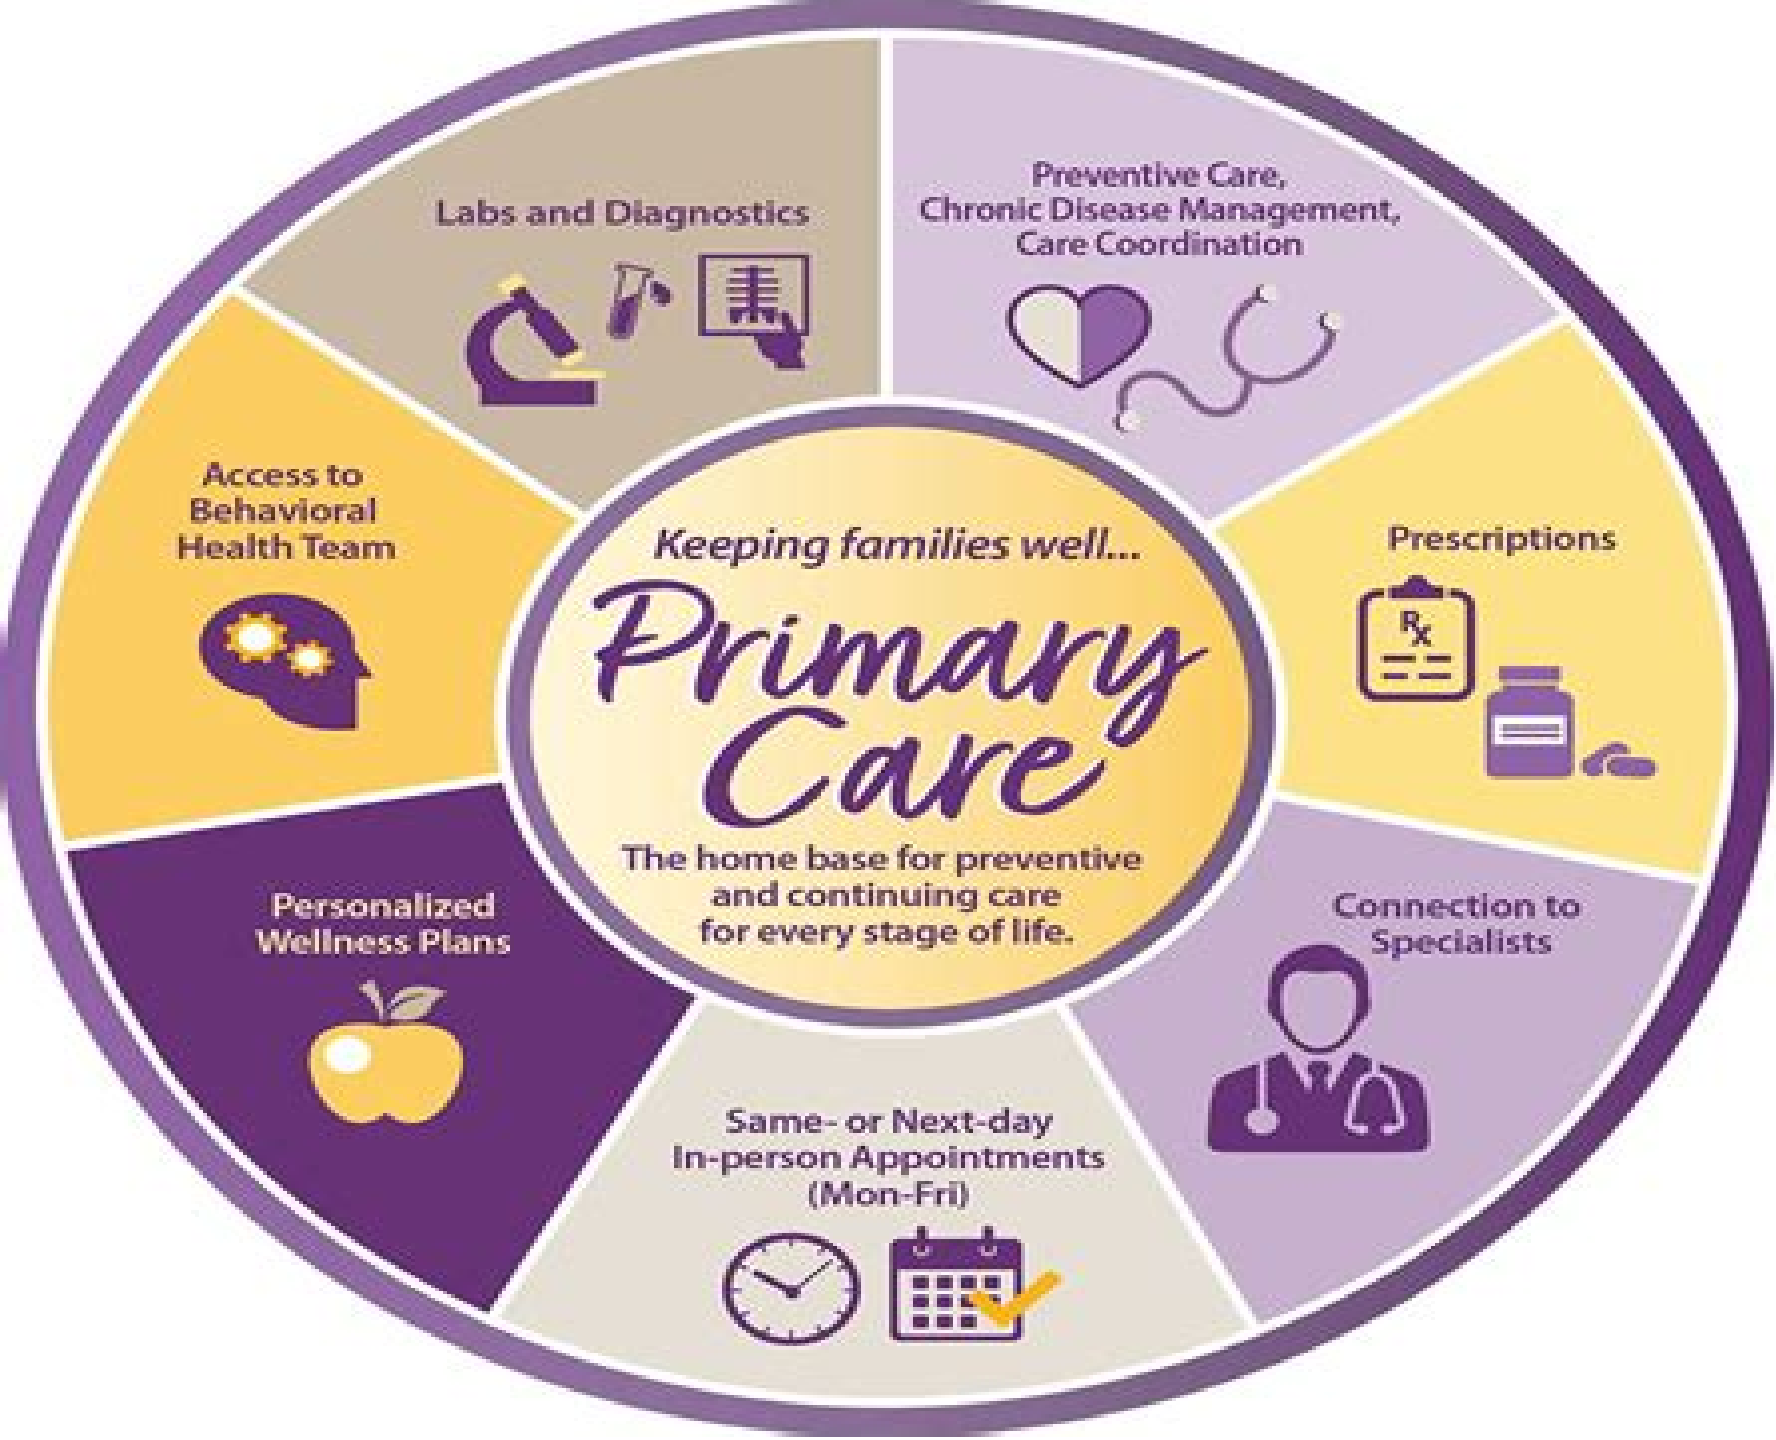 Labs and Diagnostics
Preventive Care,
Chronic Disease Management,
Care Coordination
Access to
Behavioral
Health Team
Keeping families well...
Primary
Care
The home base for preventive
and continuing care
for every stage of life.
Prescriptions
Rx
Personalized
Wellness Plans
Connection to
Specialists
Same- or Next-day
In-person Appointments
(Mon-Fri)